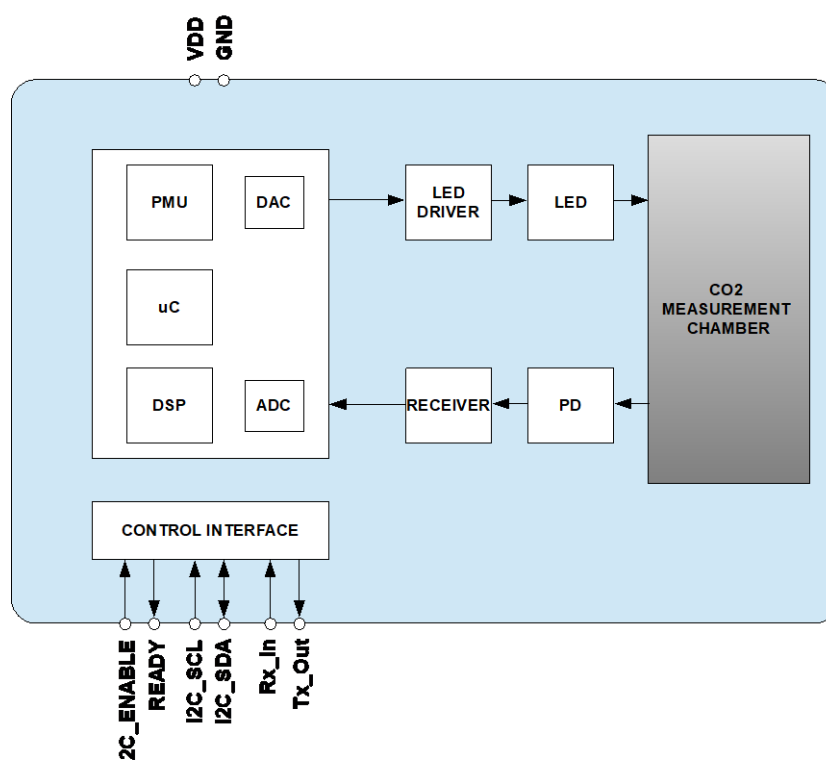 VDD
GND
PMU
DAC
LED
DRIVER
LED
uC
CO2
MEASUREMENT
CHAMBER
DSP
ADC
RECEIVER
PD
CONTROL INTERFACE
2C_ENABLE
READY
I2C_SCL
I2C_SDA
Rx_In
Tx_Out